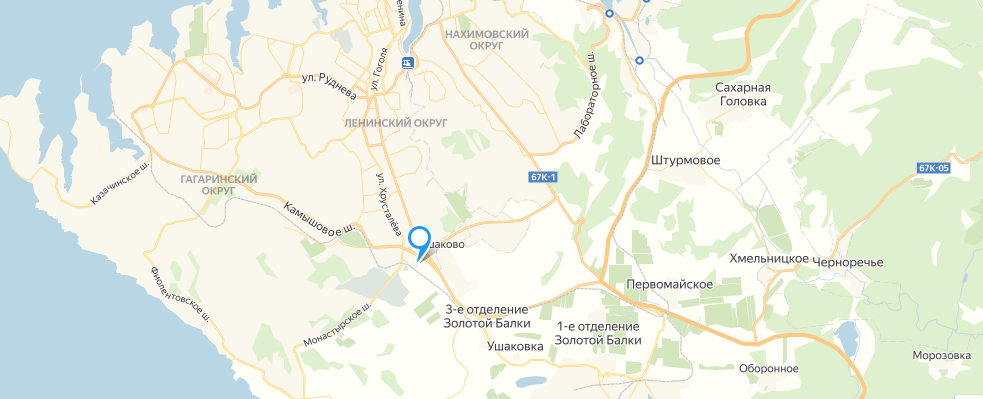 Ленина
НАХИМОВСКИЙ
ОКРУГ
ул. Гоголя
ул. Руднева
Лабораторное ш.
Сахарная
Головка
ЛЕНИНСКИЙ ОКРУГ
Штурмовое
67К-1
67К-05
Казачинское ш.
ГАГАРИНСКИЙ
ОКРУГ
ул. Хрусталёва
Камышовое ш.
шаково
Хмельницкое
Черноречье
Фиолентовское ш.
Первомайское
Монастырское ш.
3-е отделение
Золотой Балки
1-е отделение
Золотой Балки
Ушаковка
Морозовка
Оборонное